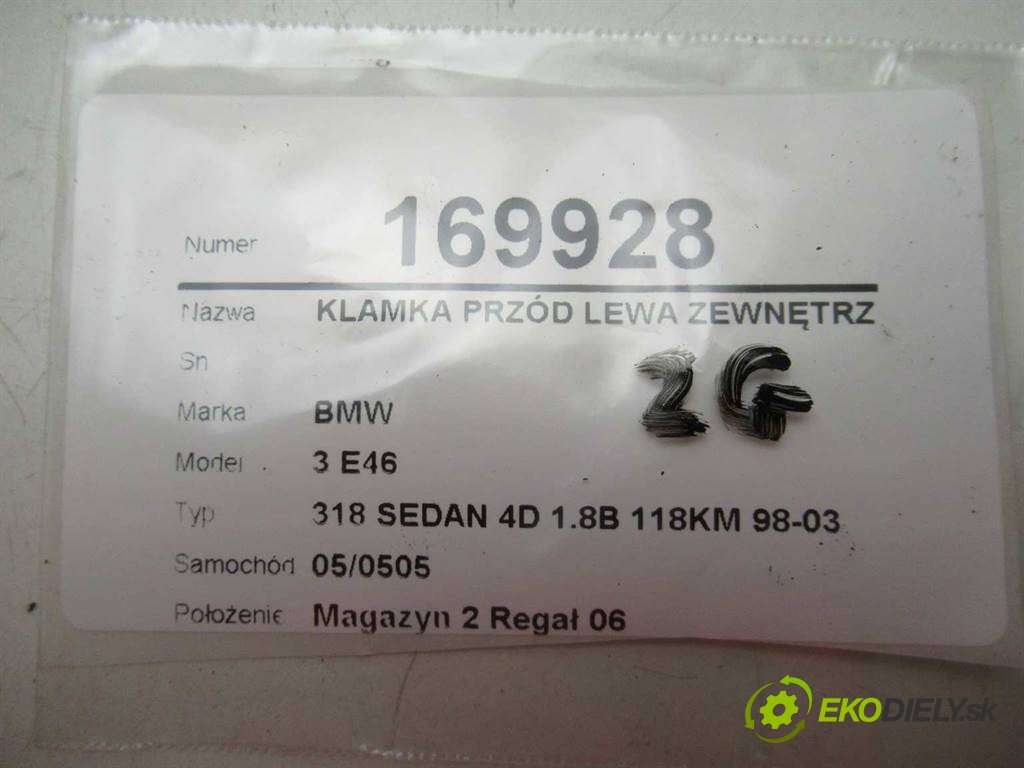 Numer 169928
Nazwa KLAMKA PRZÓD LEWA ZEWNĘTRZ
Sn
ZG
Marka BMW
Model 3 E46
Typ 318 SEDAN 4D 1.8B 118KM 98-03
Samochód 05/0505
Położenie Magazyn 2 Regał 06
EKODIELY.sk